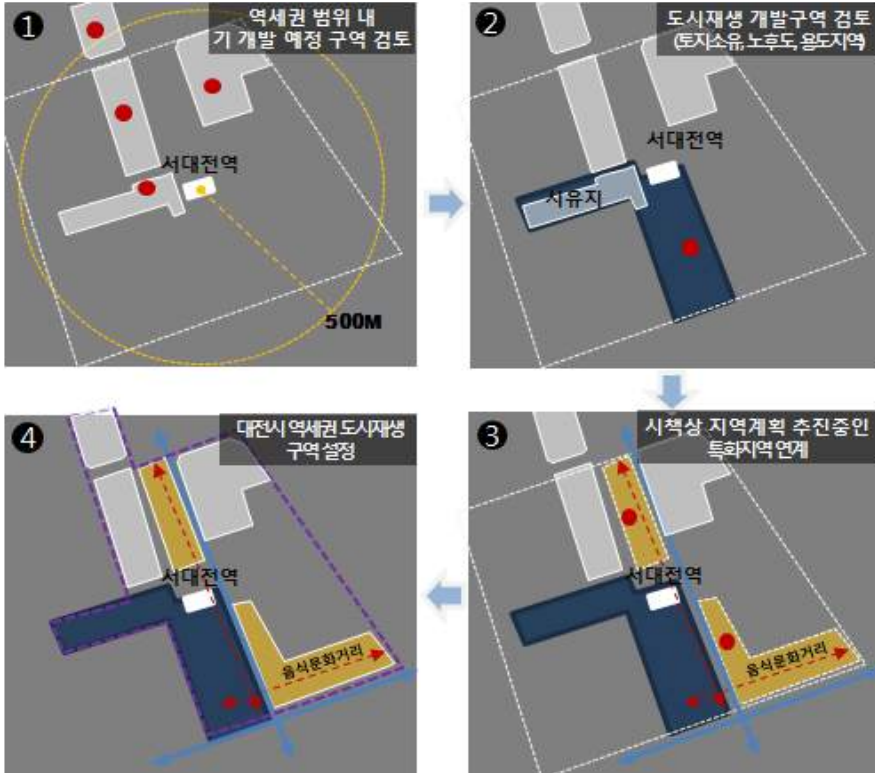 ❶
역세권 범위 내
기 개발 예정 구역 검토
서대전역
500M
❷
도시재생 개발구역 검토
(토지소유, 노후도, 용도지역)
서대전역
시유지
❸
시책상 지역계획 추진중인
특화지역 연계
서대전역
음식문화거리
❹
대전시 역세권 도시재생
구역 설정
서대전역
음식문화거리